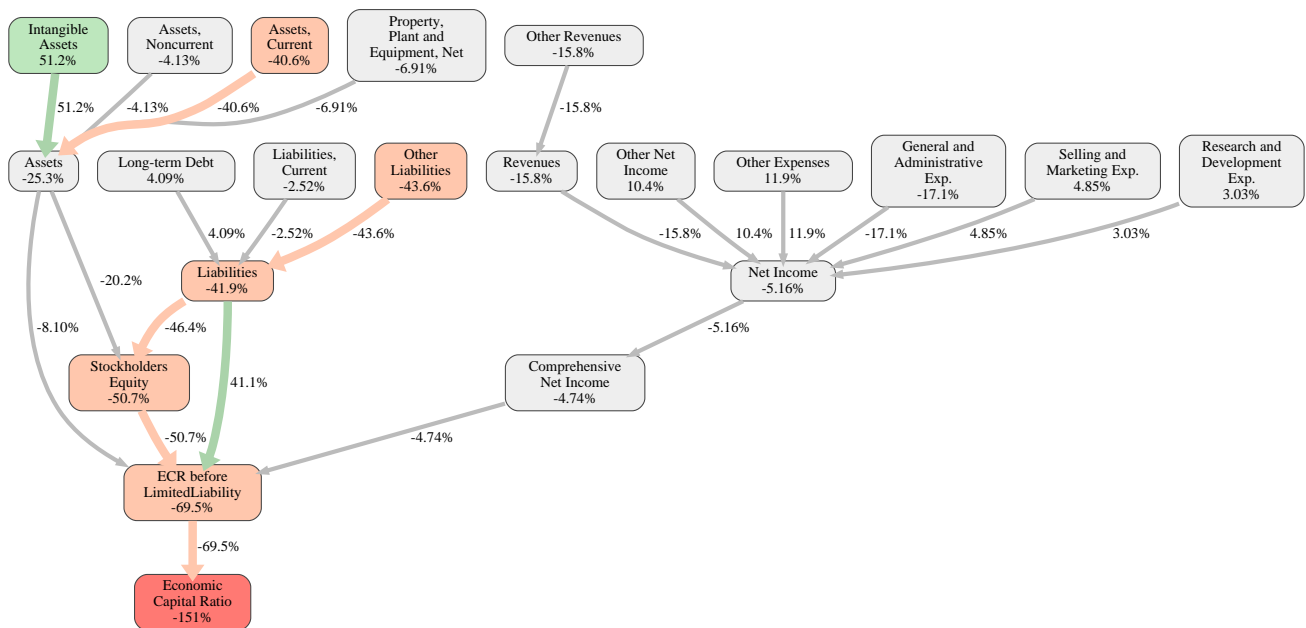 Intangible
Assets
51.2%
Assets,
Noncurrent
-4.13%
Assets,
Current
-40.6%
Property,
Plant and
Equipment, Net
-6.91%
Other Revenues
-15.8%
51.2%
-4.13%
-40.6%
-6.91%
-15.8%
Assets
-25.3%
Long-term Debt
4.09%
Liabilities,
Current
-2.52%
Other
Liabilities
-43.6%
Revenues
-15.8%
Other Net
Income
10.4%
Other Expenses
11.9%
General and
Administrative
Exp.
-17.1%
Selling and
Marketing Exp.
4.85%
Research and
Development
Exp.
3.03%
4.09%
-2.52%
-43.6%
-15.8%
10.4%
11.9%
-17.1%
4.85%
3.03%
-20.2%
Liabilities
-41.9%
Net Income
-5.16%
-8.10%
-46.4%
-5.16%
Stockholders
Equity
-50.7%
41.1%
Comprehensive
Net Income
-4.74%
-50.7%
-4.74%
ECR before
LimitedLiability
-69.5%
-69.5%
Economic
Capital Ratio
-151%